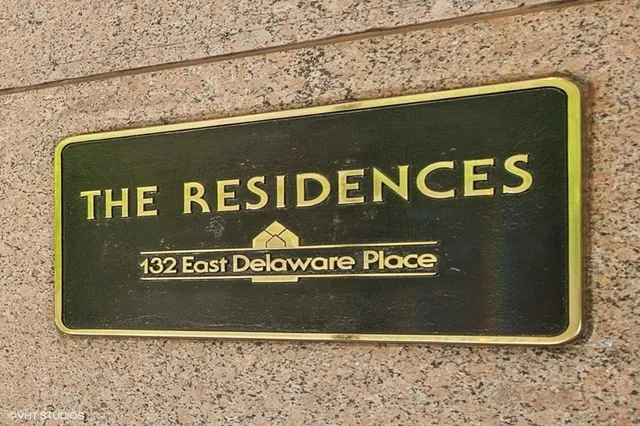 THE RESIDENCES
132 East Delaware Place
©VHT STUDIOS